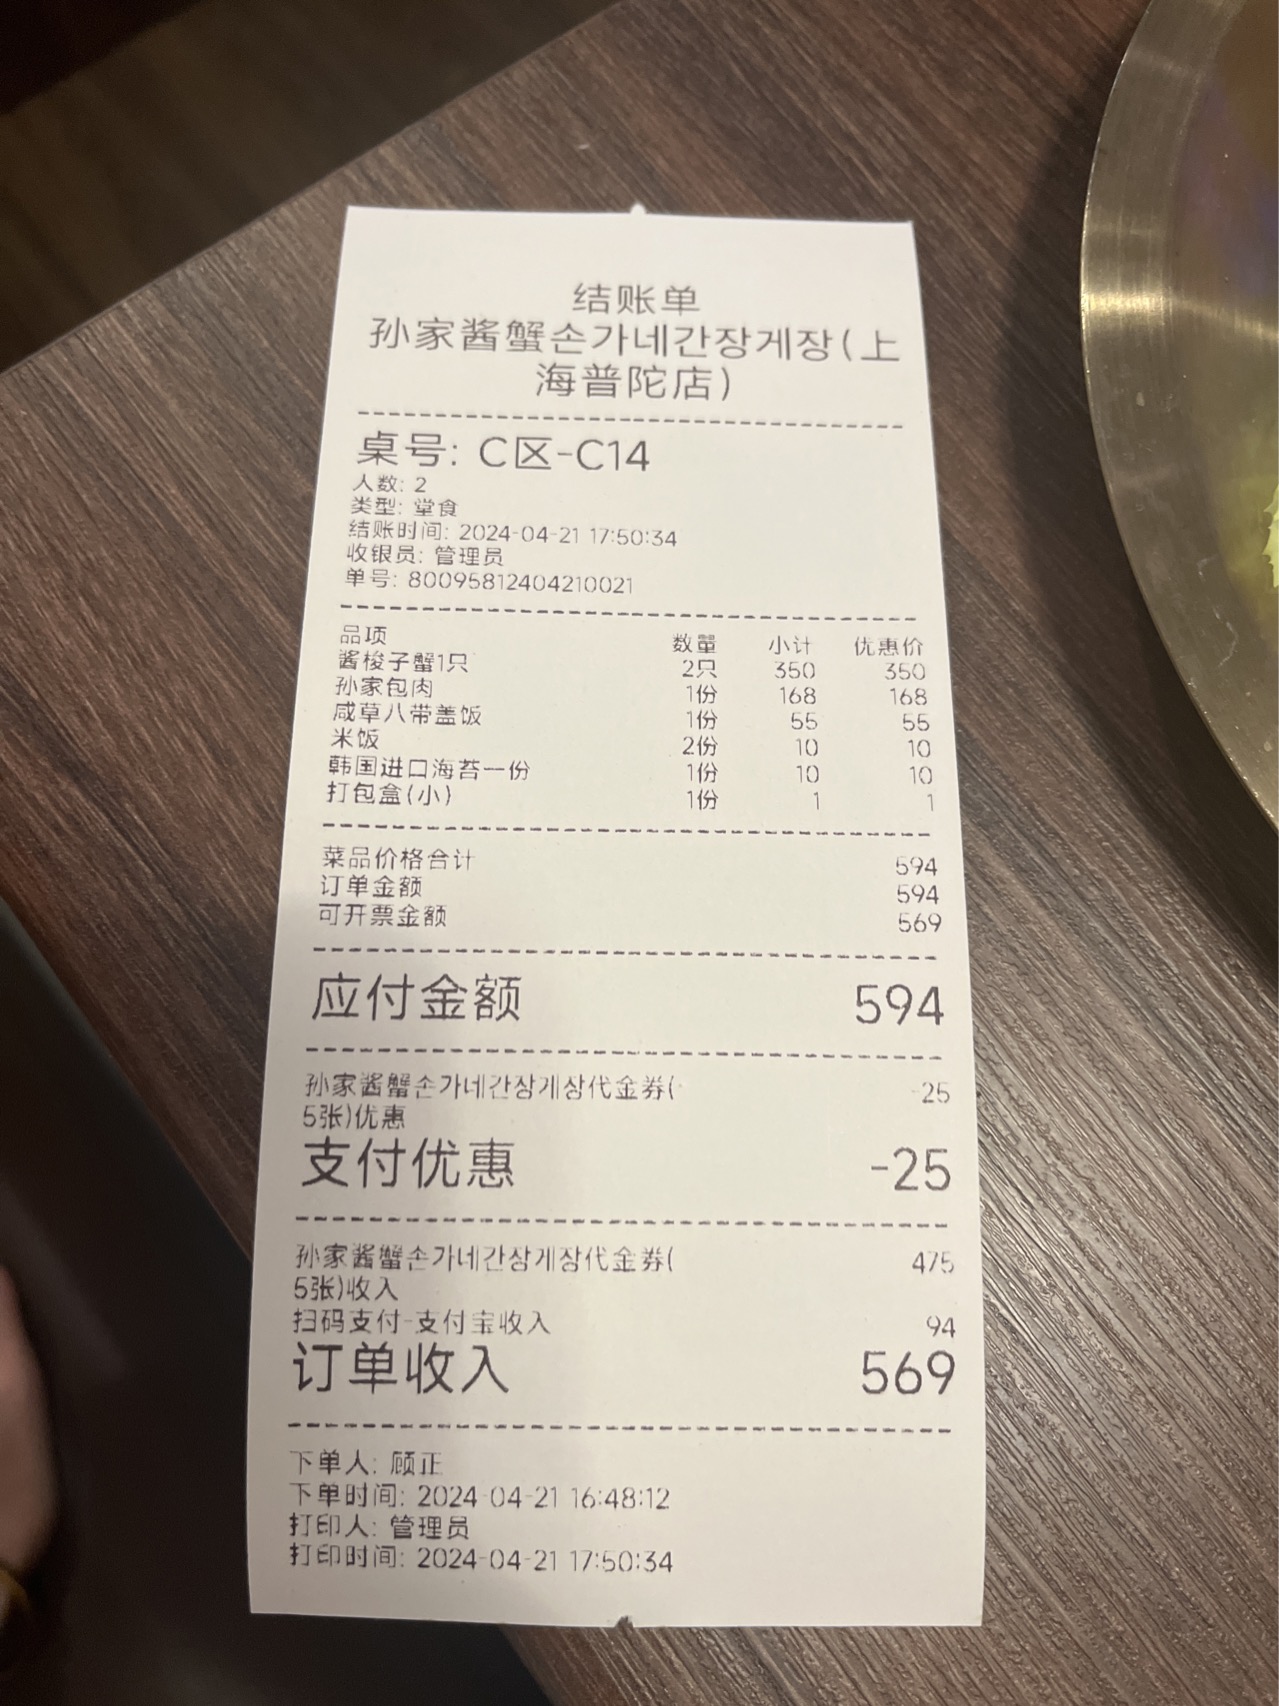 结账单
孙家酱蟹손가네간장게장(上
海普陀店)
桌号: C区-C14
人数: 2
类型: 堂食
结账时间: 2024-04-21 17:50:34
收银员: 管理员
单号: 80095812404210021
品项 数量 小计 优惠价
酱梭子蟹1只 2只 350 350
孙家包肉 1份 168 168
咸草八带盖饭 1份 55 55
米饭 2份 10 10
韩国进口海苔一份 1份 10 10
打包盒(小) 1份 1 1
菜品价格合计 594
订单金额 594
可开票金额 569
应付金额 594
孙家酱蟹손가네간장게장代金券( -25
5张)优惠
支付优惠 -25
孙家酱蟹손가네간장게장代金券( 475
5张)收入
扫码支付-支付宝收入 94
订单收入 569
下单人: 顾正
下单时间: 2024-04-21 16:48:12
打印人: 管理员
打印时间: 2024-04-21 17:50:34